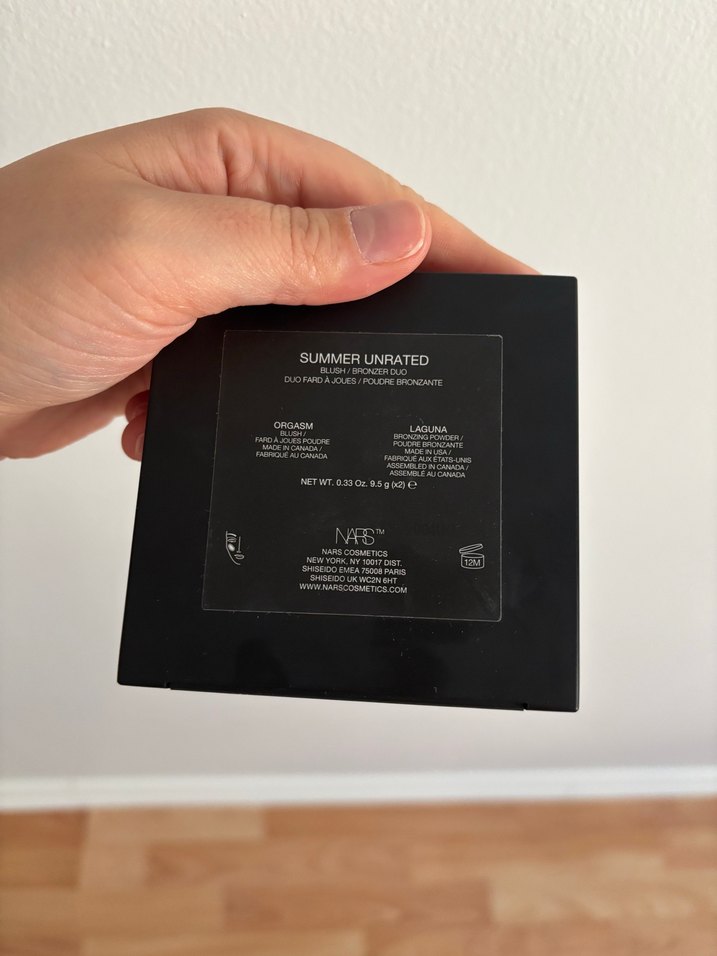 SUMMER UNRATED
BLUSH / BRONZER DUO
DUO FARD À JOUES / POUDRE BRONZANTE
ORGASM
BLUSH /
FARD À JOUES POUDRE
MADE IN CANADA /
FABRIQUÉ AU CANADA
LAGUNA
BRONZING POWDER /
POUDRE BRONZANTE
MADE IN USA /
FABRIQUÉ AUX ÉTATS-UNIS
ASSEMBLED IN CANADA /
ASSEMBLÉ AU CANADA
NET WT. 0.33 Oz. 9.5 g (x2) ℮
NARS™
NARS COSMETICS
NEW YORK, NY 10017 DIST.
SHISEIDO EMEA 75008 PARIS
SHISEIDO UK WC2N 6HT
WWW.NARSCOSMETICS.COM
12M